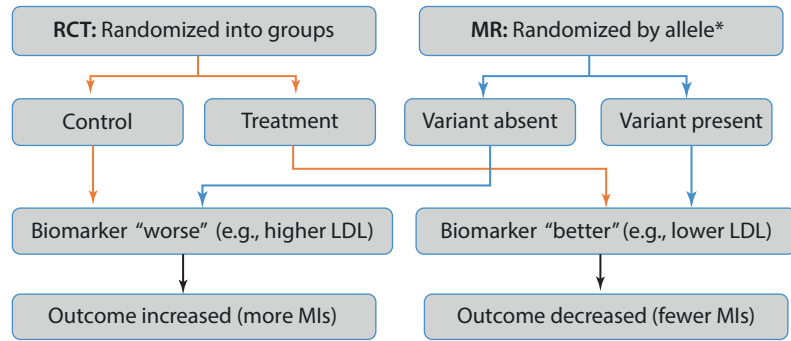 RCT: Randomized into groups
MR: Randomized by allele*
Control
Treatment
Variant absent
Variant present
Biomarker “worse” (e.g., higher LDL)
Biomarker “better” (e.g., lower LDL)
Outcome increased (more MIs)
Outcome decreased (fewer MIs)